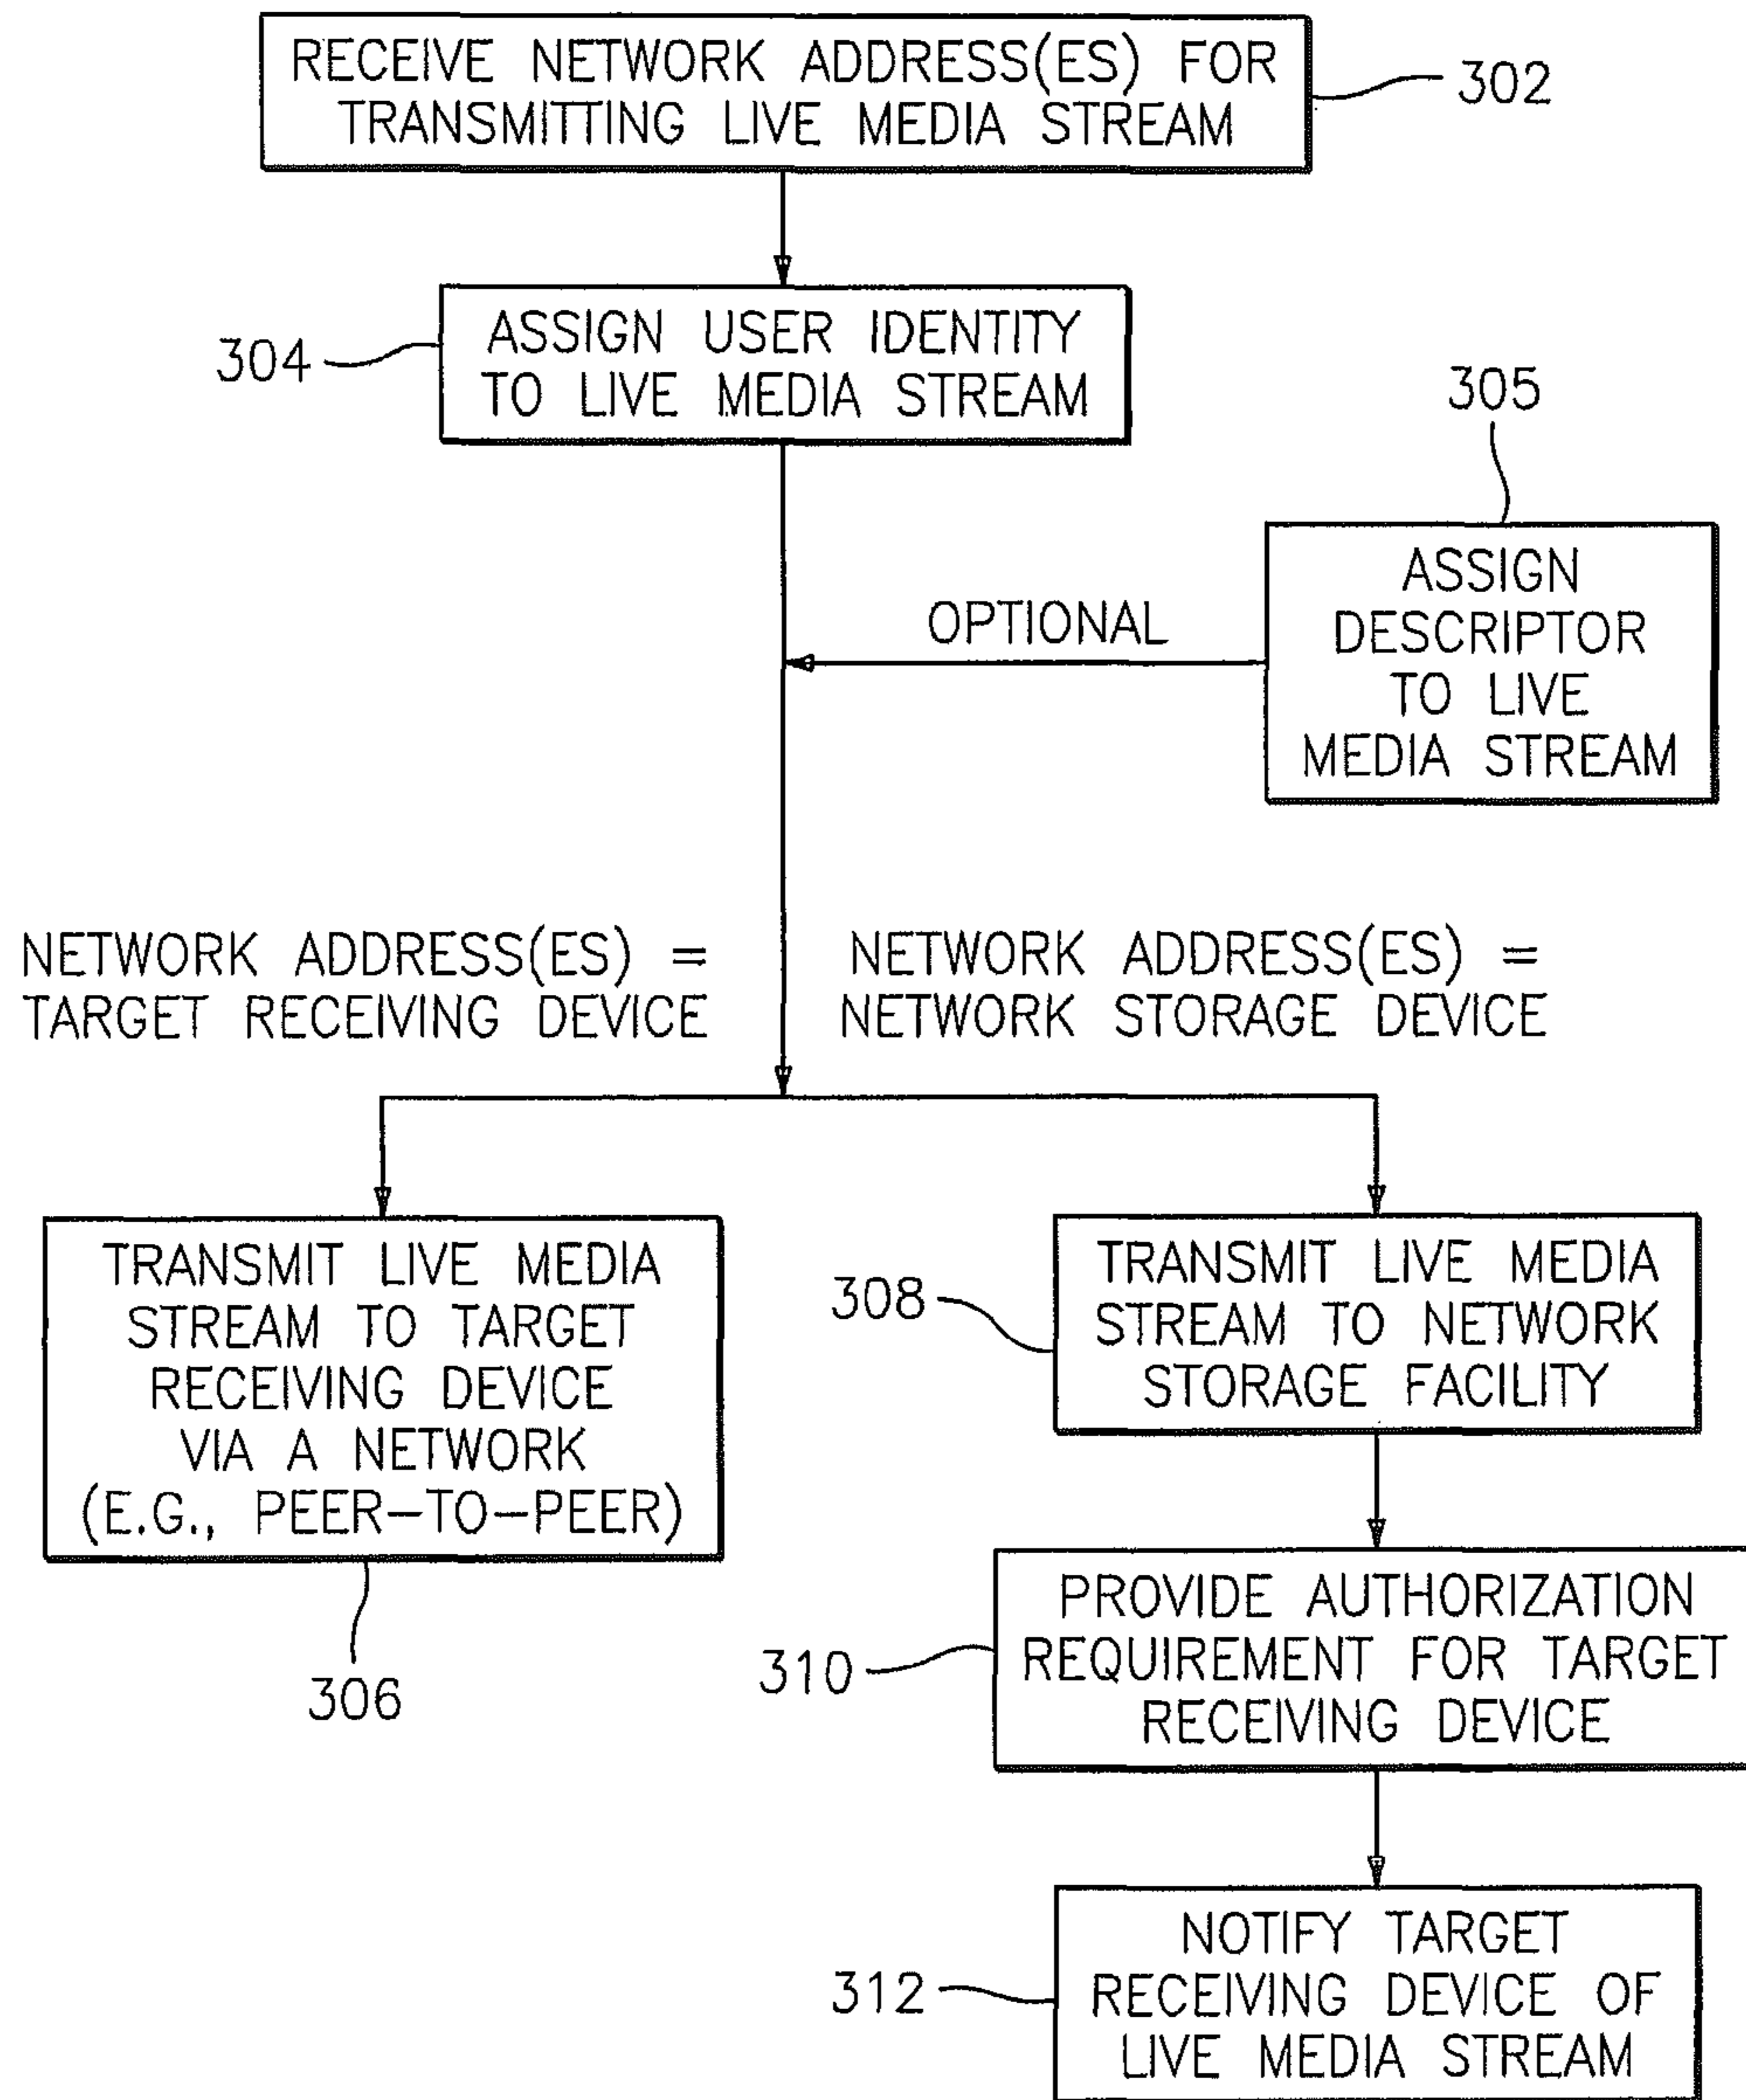 RECEIVE NETWORK ADDRESS(ES) FOR
TRANSMITTING LIVE MEDIA STREAM
302
ASSIGN USER IDENTITY
TO LIVE MEDIA STREAM
304
305
ASSIGN
DESCRIPTOR
TO LIVE
MEDIA STREAM
OPTIONAL
NETWORK ADDRESS(ES) =
TARGET RECEIVING DEVICE
NETWORK ADDRESS(ES) =
NETWORK STORAGE DEVICE
TRANSMIT LIVE MEDIA
STREAM TO TARGET
RECEIVING DEVICE
VIA A NETWORK
(E.G., PEER-TO-PEER)
306
308
TRANSMIT LIVE MEDIA
STREAM TO NETWORK
STORAGE FACILITY
310
PROVIDE AUTHORIZATION
REQUIREMENT FOR TARGET
RECEIVING DEVICE
312
NOTIFY TARGET
RECEIVING DEVICE OF
LIVE MEDIA STREAM